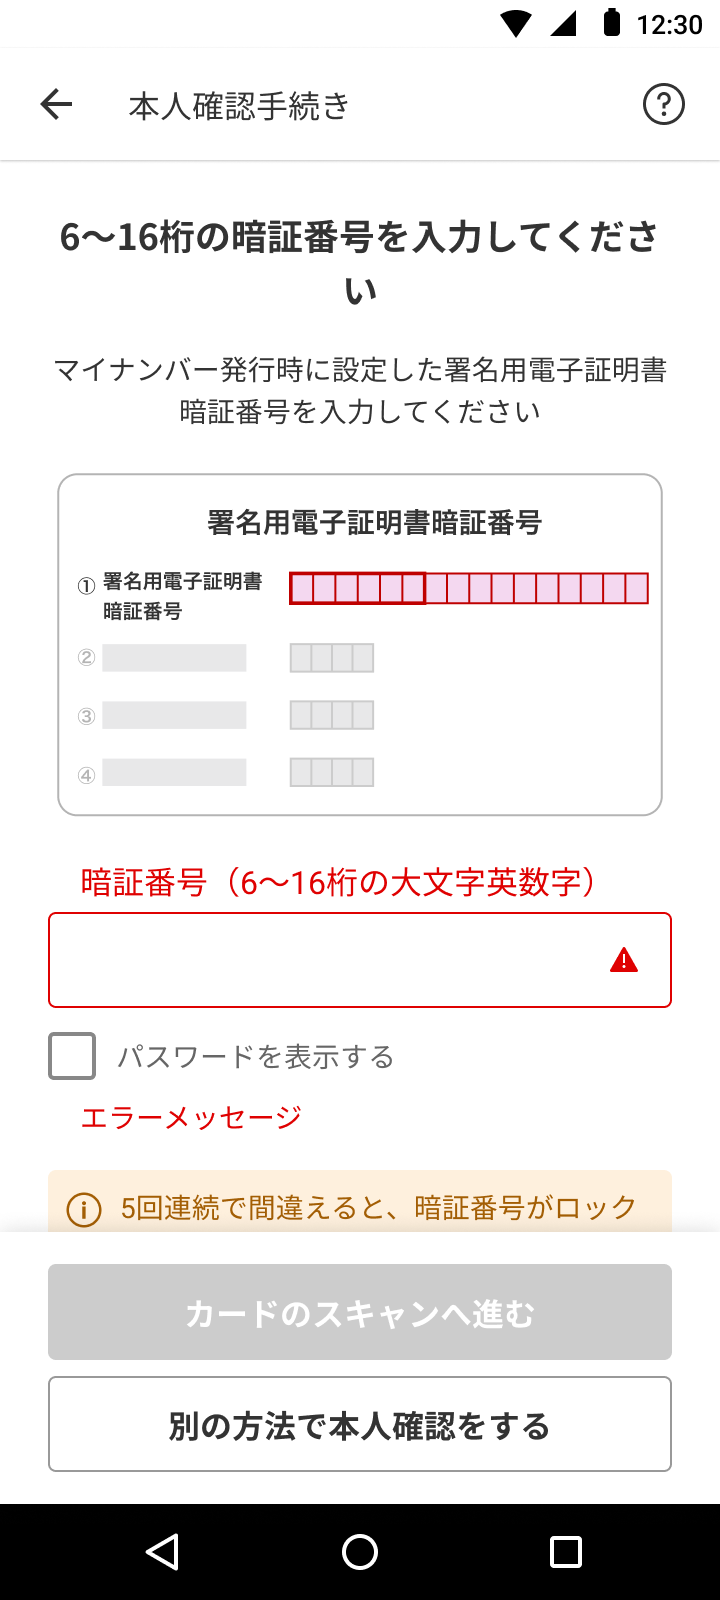 12:30
本人確認手続き
6〜16桁の暗証番号を入力してくださ
い
マイナンバー発行時に設定した署名用電子証明書
暗証番号を入力してください
署名用電子証明書暗証番号
① 署名用電子証明書
暗証番号
②
③
④
暗証番号（6〜16桁の大文字英数字）
パスワードを表示する
エラーメッセージ
5回連続で間違えると、暗証番号がロック
カードのスキャンへ進む
別の方法で本人確認をする